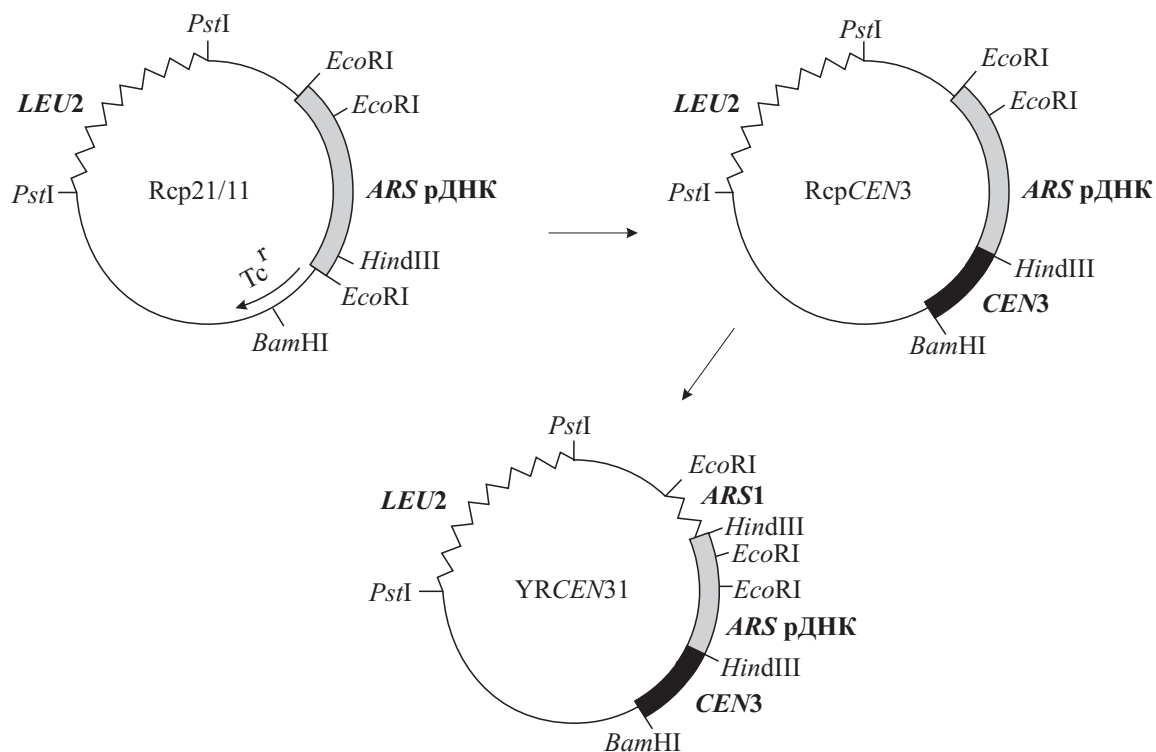 PstI
EcoRI
EcoRI
LEU2
PstI
Rcp21/11
ARS рДНК
Tcʳ
HindIII
EcoRI
BamHI
PstI
EcoRI
EcoRI
LEU2
PstI
RcpCEN3
ARS рДНК
HindIII
CEN3
BamHI
PstI
EcoRI
ARS1
LEU2
HindIII
EcoRI
PstI
YRCEN31
EcoRI
ARS рДНК
HindIII
CEN3
BamHI